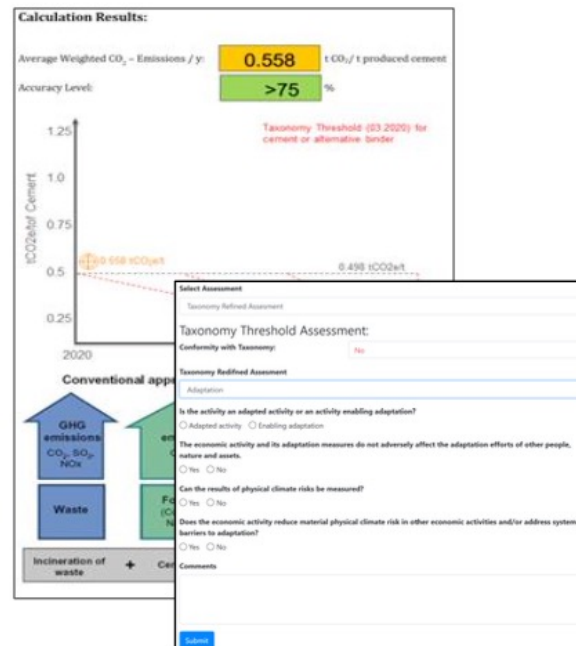 Calculation Results:
Average Weighted CO₂ – Emissions / y: 0.558 t CO₂/ t produced cement
Accuracy Level: >75 %
Taxonomy Threshold (03.2020) for
cement or alternative binder
tCO2e/tof Cement
1.25
1.0
0.75
0.5
0.25
0.498 tCO2e/t
2020
Conventional app
GHG
emissions
CO₂, SO₂,
NOx
Waste
Incineration of
waste
+
Select Assessment
Taxonomy Refined Assesment
Taxonomy Threshold Assessment:
Conformity with Taxonomy: No
Taxonomy Redifned Assesment
Adaptation
Is the activity an adapted activity or an activity enabling adaptation?
Adapted activity Enabling adaptation
The economic activity and its adaptation measures do not adversely affect the adaptation efforts of other people,
nature and assets.
Yes No
Can the results of physical climate risks be measured?
Yes No
Does the economic activity reduce material physical climate risk in other economic activities and/or address system
barriers to adaptation?
Yes No
Comments
Submit